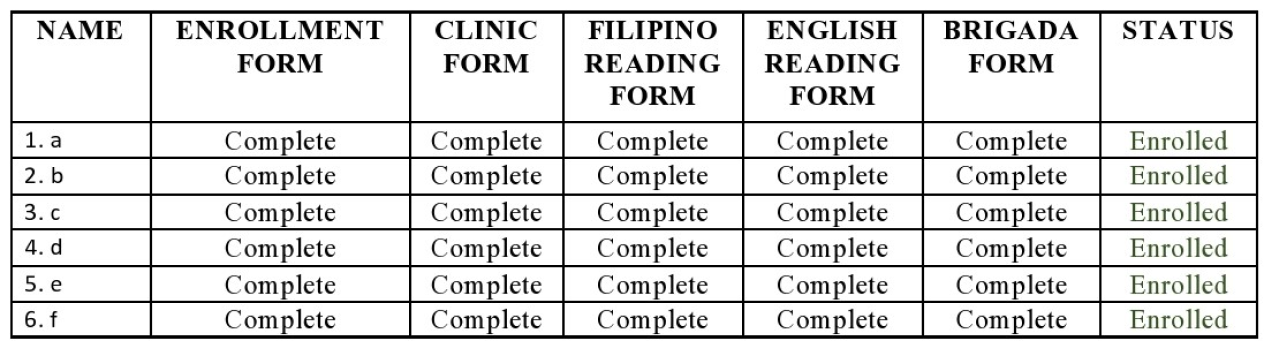 NAME ENROLLMENT FORM CLINIC FORM FILIPINO READING FORM ENGLISH READING FORM BRIGADA FORM STATUS
1. a Complete Complete Complete Complete Complete Enrolled
2. b Complete Complete Complete Complete Complete Enrolled
3. c Complete Complete Complete Complete Complete Enrolled
4. d Complete Complete Complete Complete Complete Enrolled
5. e Complete Complete Complete Complete Complete Enrolled
6. f Complete Complete Complete Complete Complete Enrolled